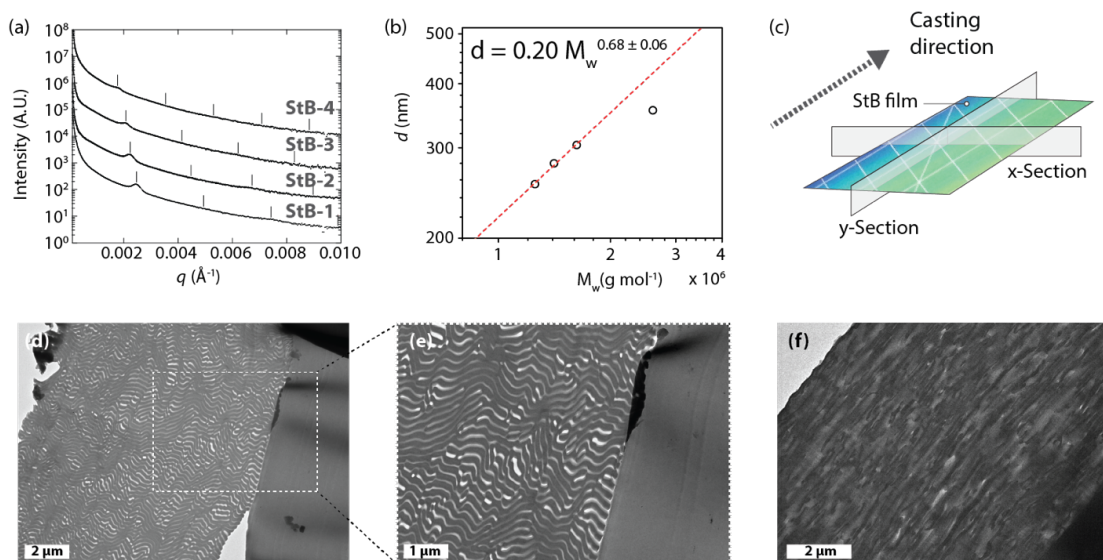 (a)
10⁸
10⁷
10⁶
10⁵
10⁴
10³
10²
10¹
10⁰
Intensity (A.U.)
StB-4
StB-3
StB-2
StB-1
0.002 0.004 0.006 0.008 0.010
q (Å⁻¹)
(b)
d = 0.20 M_w^0.68 ± 0.06
500
400
300
200
d (nm)
1 2 3 4
M_w(g mol⁻¹) x 10⁶
(c)
Casting
direction
StB film
x-Section
y-Section
(d)
2 µm
(e)
1 µm
(f)
2 µm